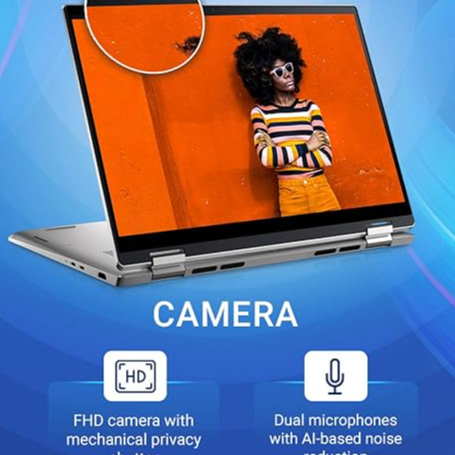 CAMERA
HD
FHD camera with
mechanical privacy
Dual microphones
with AI-based noise